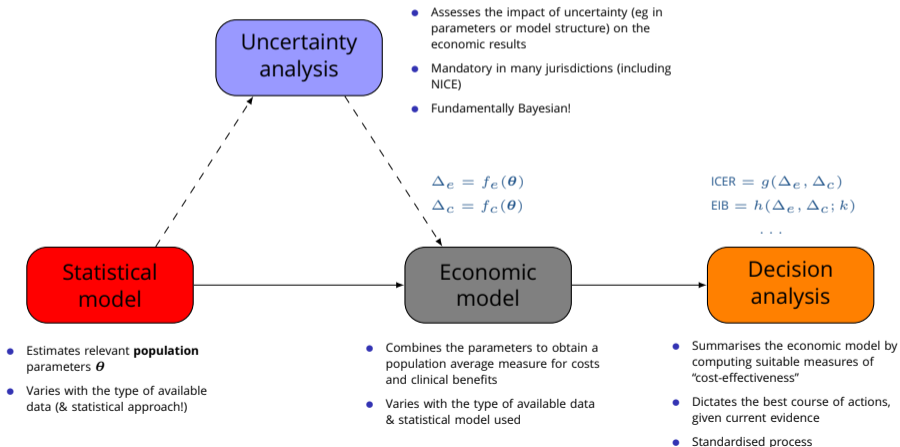 Uncertainty
analysis
● Assesses the impact of uncertainty (eg in
parameters or model structure) on the
economic results
● Mandatory in many jurisdictions (including
NICE)
● Fundamentally Bayesian!
Δe = fe(θ)
Δc = fc(θ)
ICER = g(Δe, Δc)
EIB = h(Δe, Δc; k)
...
Statistical
model
Economic
model
Decision
analysis
● Estimates relevant population
parameters θ
● Varies with the type of available
data (& statistical approach!)
● Combines the parameters to obtain a
population average measure for costs
and clinical benefits
● Varies with the type of available data
& statistical model used
● Summarises the economic model by
computing suitable measures of
“cost-effectiveness”
● Dictates the best course of actions,
given current evidence
● Standardised process